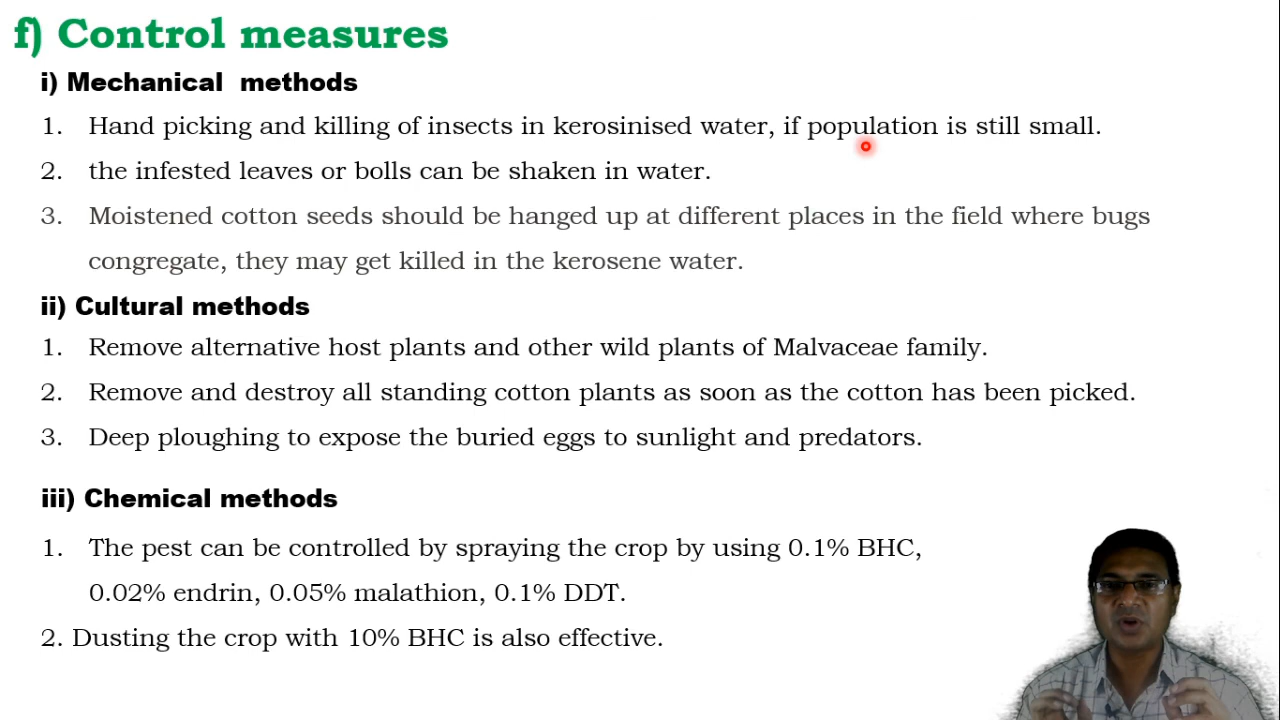 f) Control measures
i) Mechanical methods
1. Hand picking and killing of insects in kerosinised water, if population is still small.
2. the infested leaves or bolls can be shaken in water.
3. Moistened cotton seeds should be hanged up at different places in the field where bugs
congregate, they may get killed in the kerosene water.
ii) Cultural methods
1. Remove alternative host plants and other wild plants of Malvaceae family.
2. Remove and destroy all standing cotton plants as soon as the cotton has been picked.
3. Deep ploughing to expose the buried eggs to sunlight and predators.
iii) Chemical methods
1. The pest can be controlled by spraying the crop by using 0.1% BHC,
0.02% endrin, 0.05% malathion, 0.1% DDT.
2. Dusting the crop with 10% BHC is also effective.